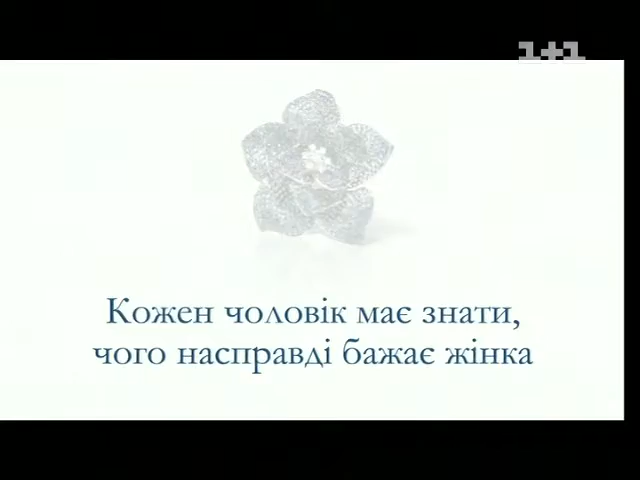 1+1
Кожен чоловік має знати,
чого насправді бажає жінка